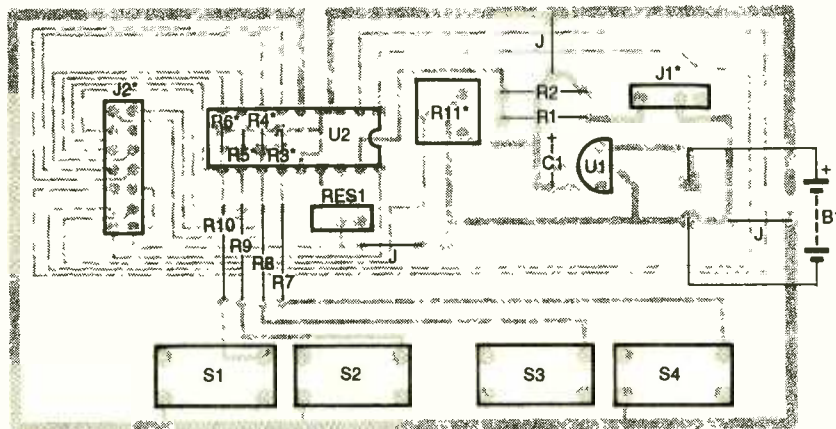 J
J2*
J1*
R2
R6*
R4*
R11*
U2
R1
C1
+
U1
R5
R3*
+
RES1
R10
B1
J
R9
J
R8
R7
S1
S2
S3
S4